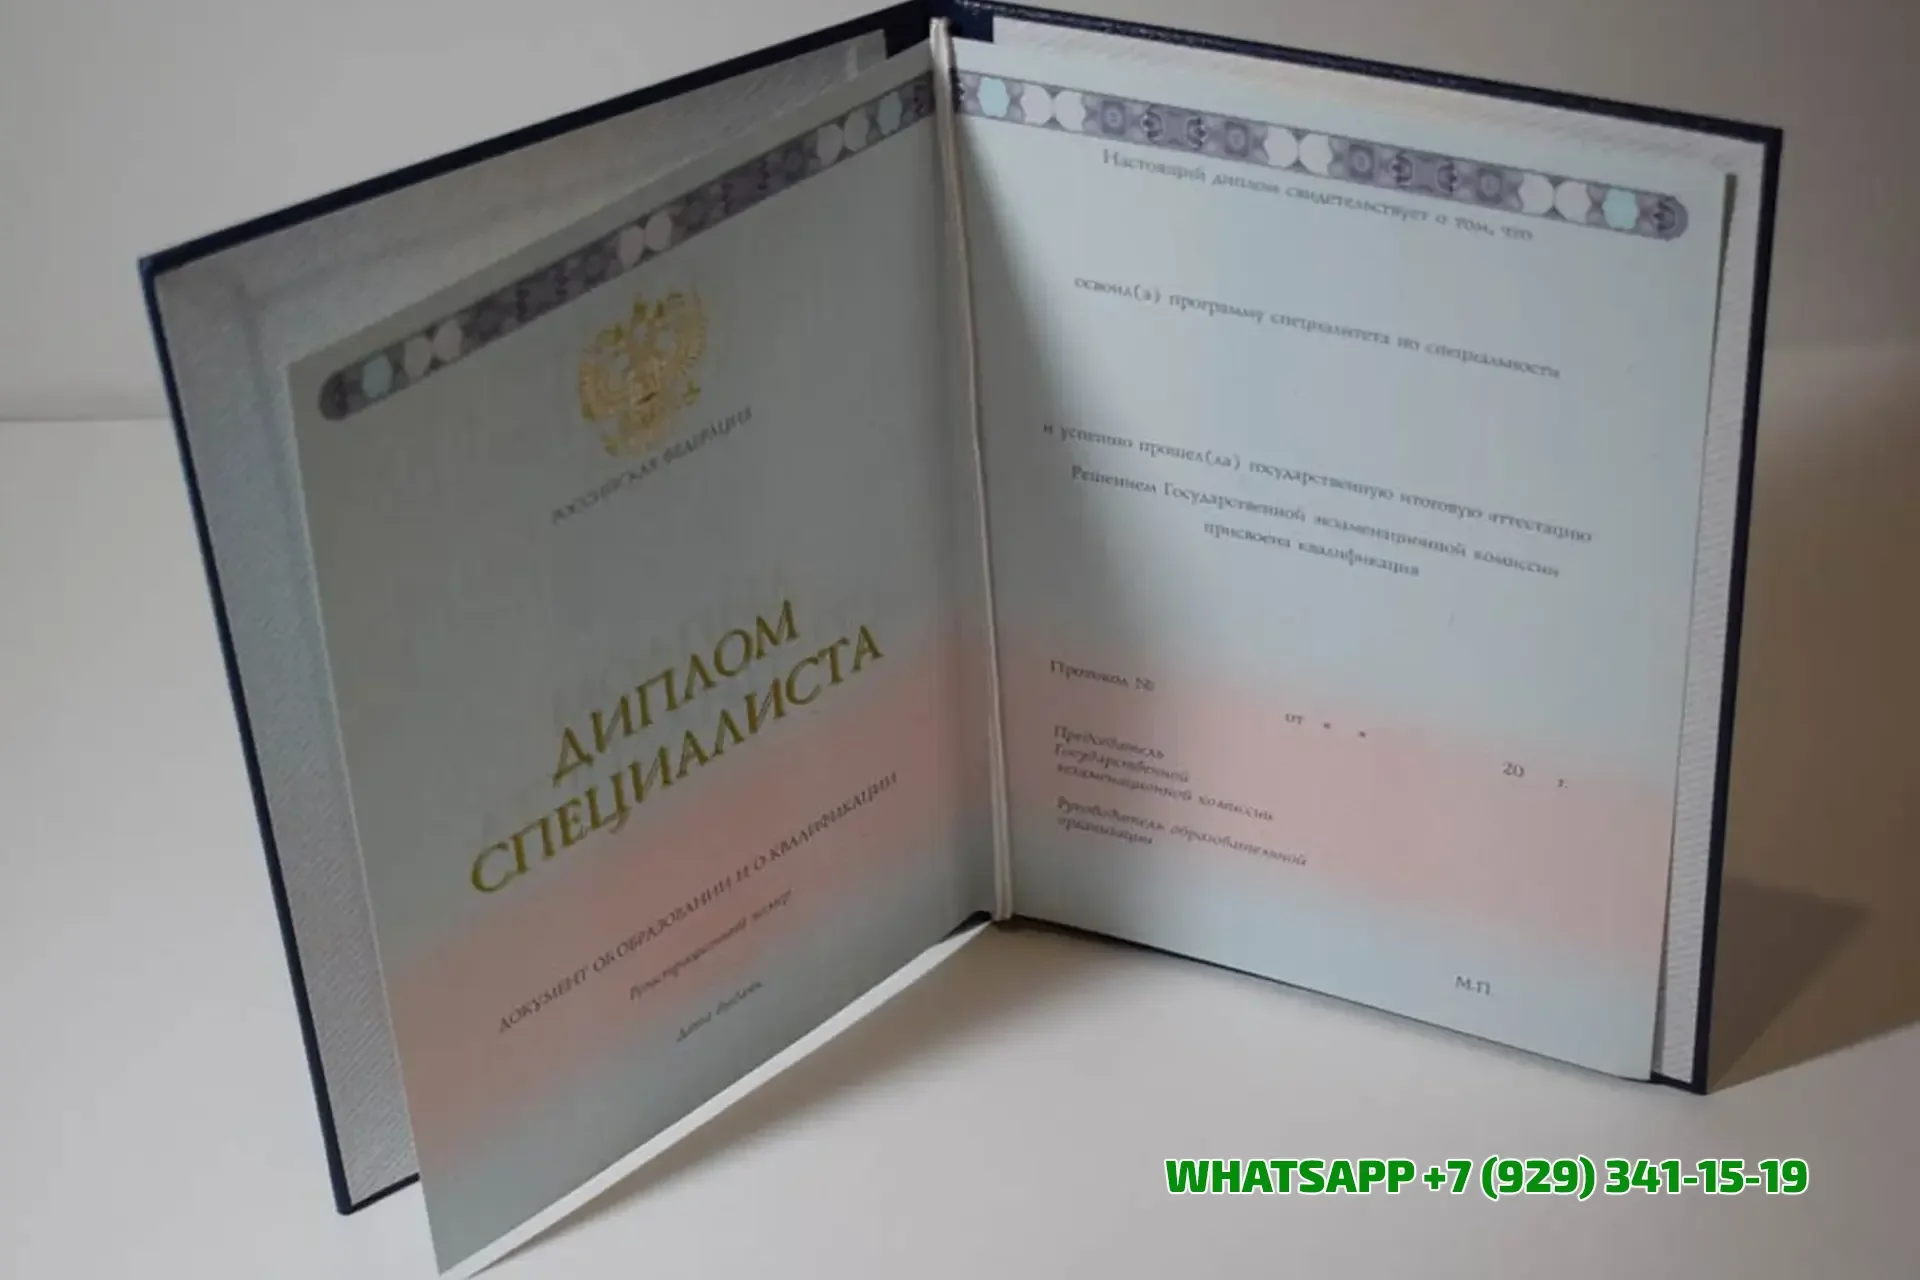 РОССИЙСКАЯ ФЕДЕРАЦИЯ
ДИПЛОМ
СПЕЦИАЛИСТА
ДОКУМЕНТ ОБ ОБРАЗОВАНИИ И О КВАЛИФИКАЦИИ
Регистрационный номер
Дата выдачи
Настоящий диплом свидетельствует о том, что
освоил(а) программу специалитета по специальности
и успешно прошел(ла) государственную итоговую аттестацию
Решением Государственной экзаменационной комиссии
присвоена квалификация
Протокол №
от « »
20 г.
Председатель
Государственной
экзаменационной комиссии
Руководитель образовательной
организации
М.П.
WHATSAPP +7 (929) 341-15-19